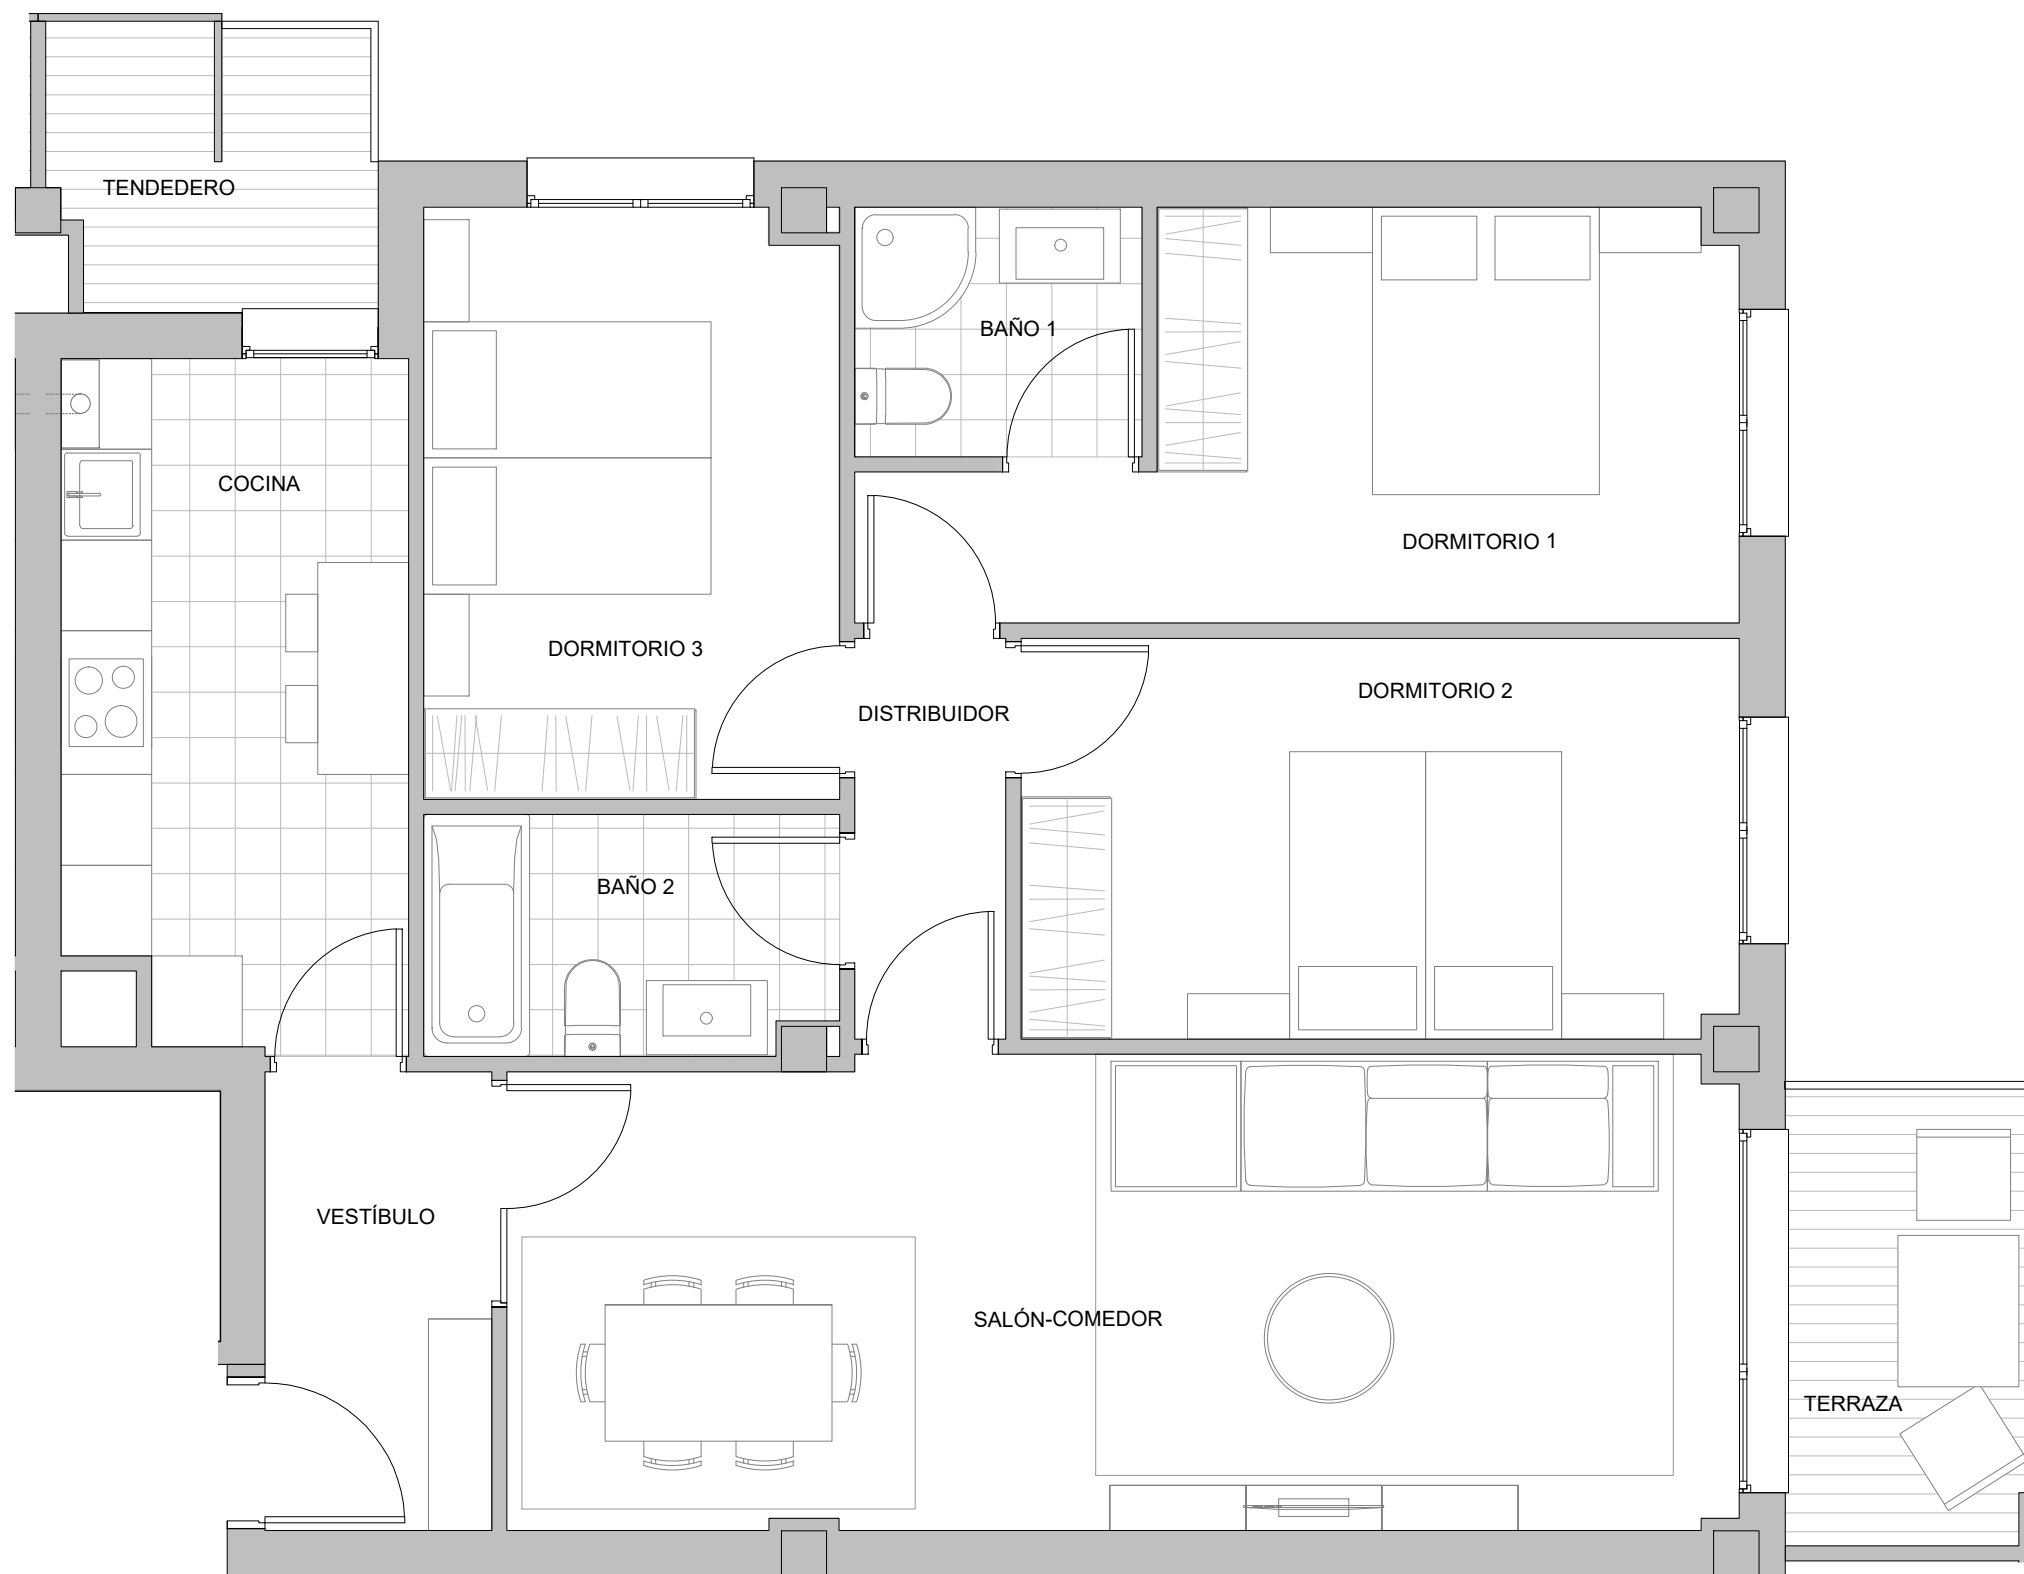 TENDEDERO
BAÑO 1
COCINA
DORMITORIO 1
DORMITORIO 3
DORMITORIO 2
DISTRIBUIDOR
BAÑO 2
VESTÍBULO
SALÓN-COMEDOR
TERRAZA